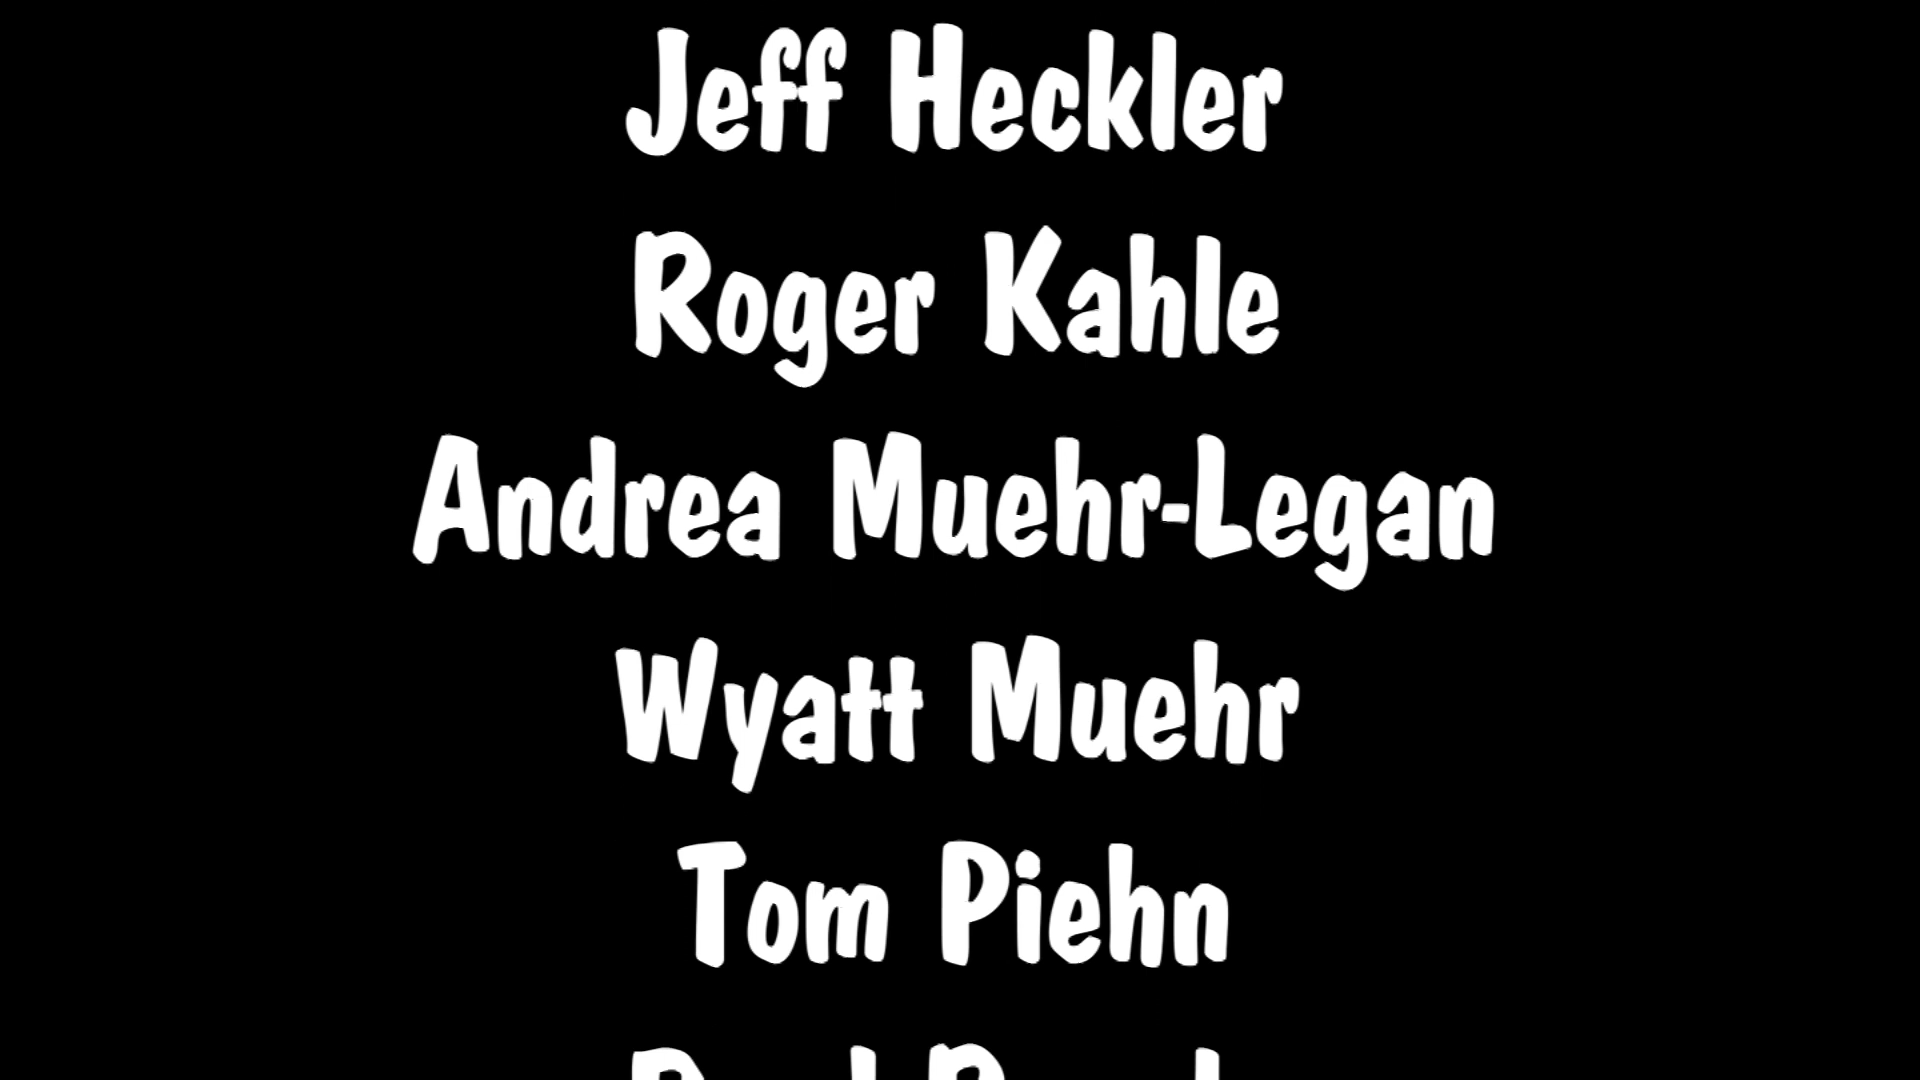 Jeff Heckler
Roger Kahle
Andrea Muehr-Legan
Wyatt Muehr
Tom Piehn